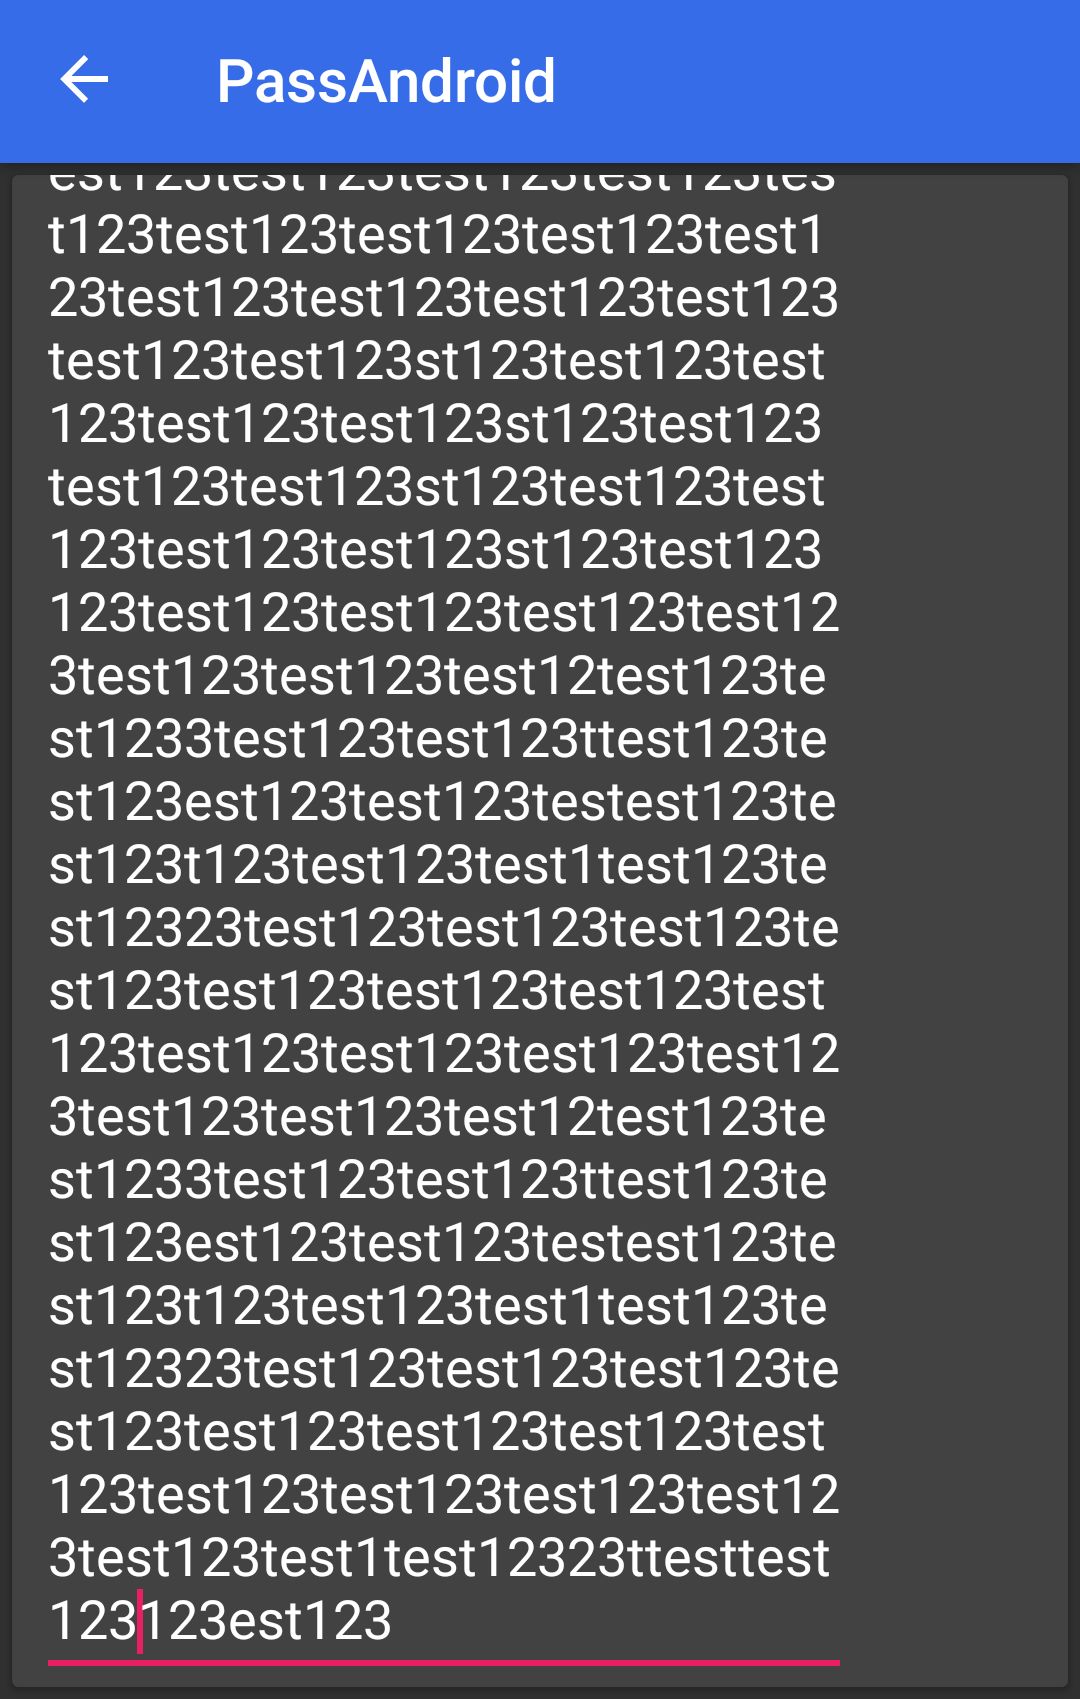 PassAndroid
est123test123test123test123tes
t123test123test123test123test1
23test123test123test123test123
test123test123st123test123test
123test123test123st123test123
test123test123st123test123test
123test123test123st123test123
123test123test123test123test12
3test123test123test12test123te
st1233test123test123ttest123te
st123est123test123testest123te
st123t123test123test1test123te
st12323test123test123test123te
st123test123test123test123test
123test123test123test123test12
3test123test123test12test123te
st1233test123test123ttest123te
st123est123test123testest123te
st123t123test123test1test123te
st12323test123test123test123te
st123test123test123test123test
123test123test123test123test12
3test123test1test12323ttesttest
123123est123